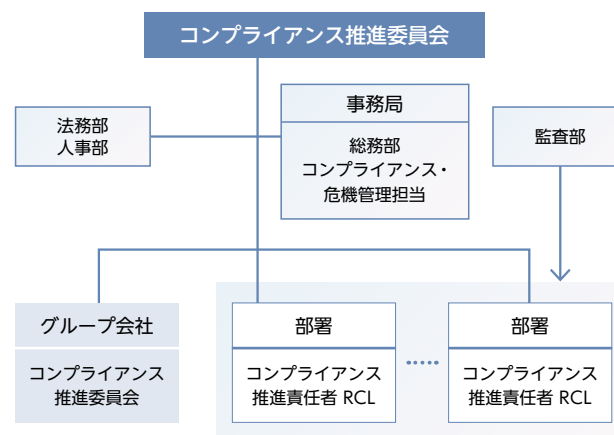 コンプライアンス推進委員会
法務部
人事部
事務局
総務部
コンプライアンス・
危機管理担当
監査部
グループ会社
コンプライアンス
推進委員会
部署
コンプライアンス
推進責任者 RCL
部署
コンプライアンス
推進責任者 RCL